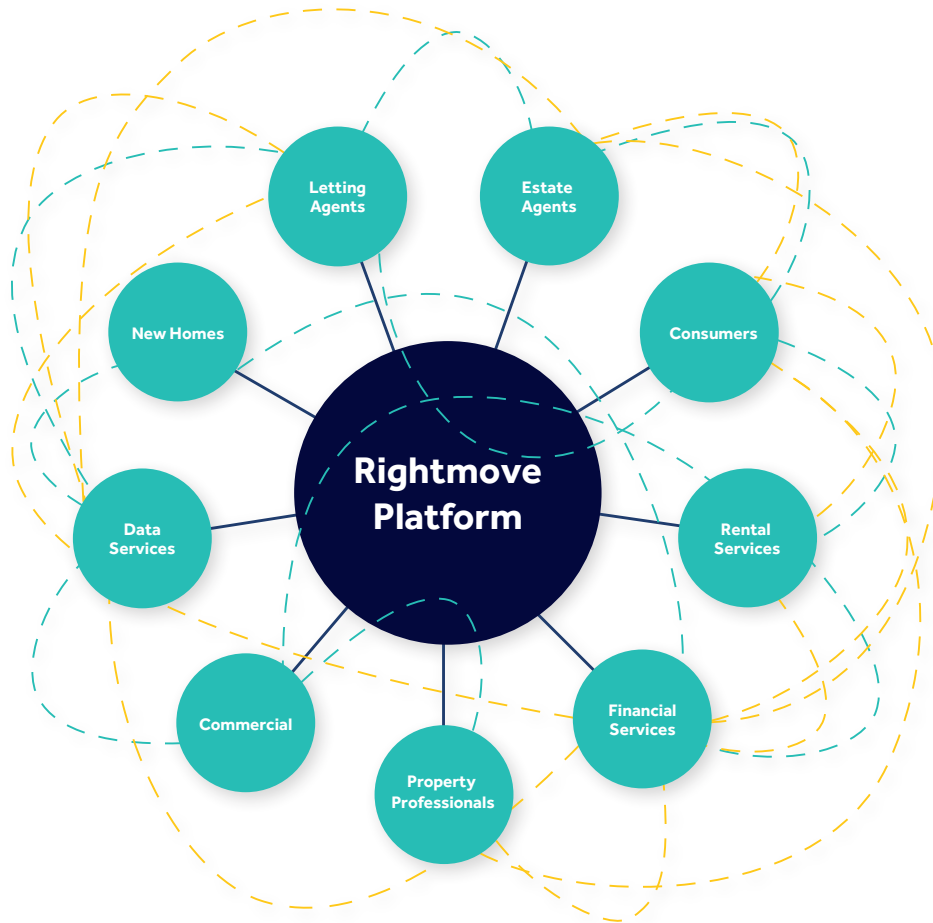 Letting
Agents
Estate
Agents
New Homes
Consumers
Rightmove
Platform
Data
Services
Rental
Services
Commercial
Financial
Services
Property
Professionals